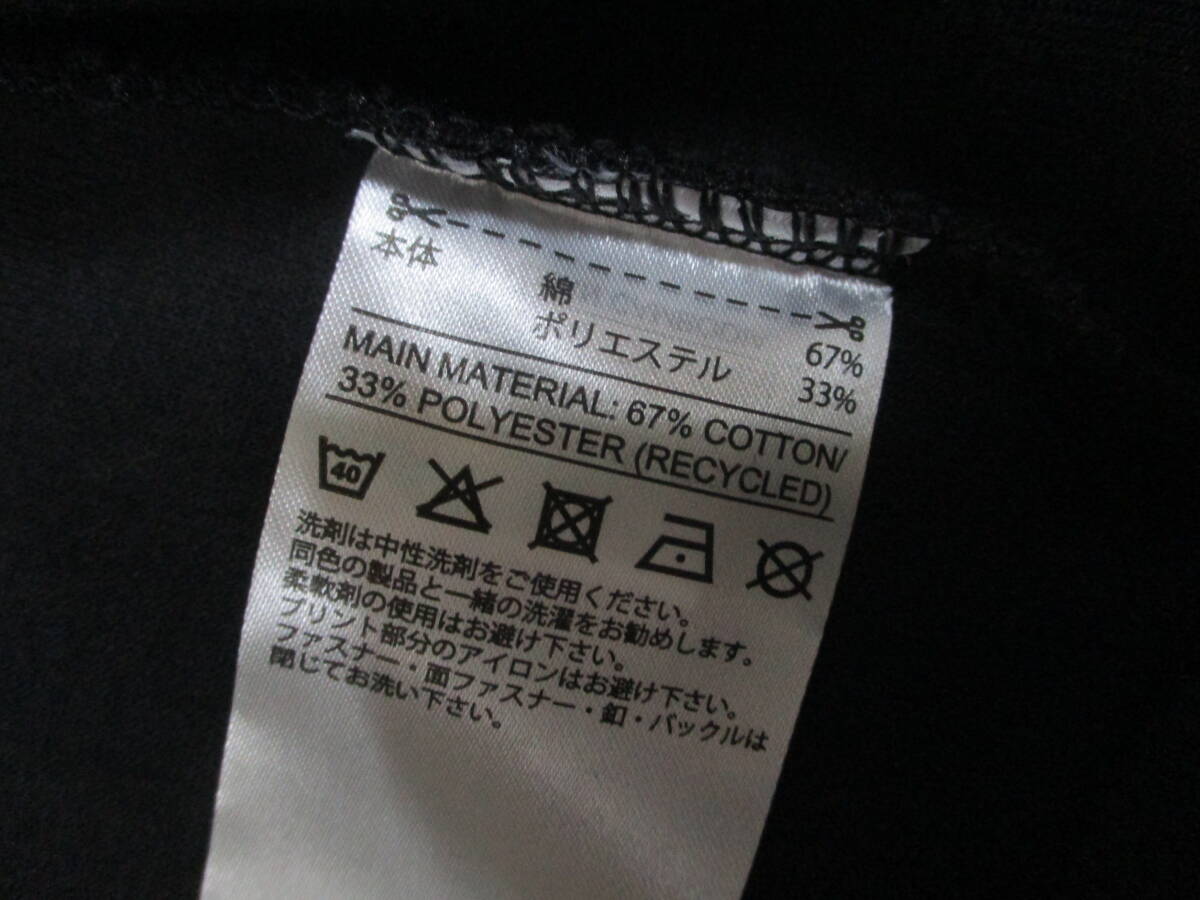 本体
綿 67%
ポリエステル 33%
MAIN MATERIAL: 67% COTTON/
33% POLYESTER (RECYCLED)
40
洗剤は中性洗剤をご使用ください。
同色の製品と一緒の洗濯をお勧めします。
柔軟剤の使用はお避け下さい。
プリント部分のアイロンはお避け下さい。
ファスナー・面ファスナー・釦・バックルは
閉じてお洗い下さい。